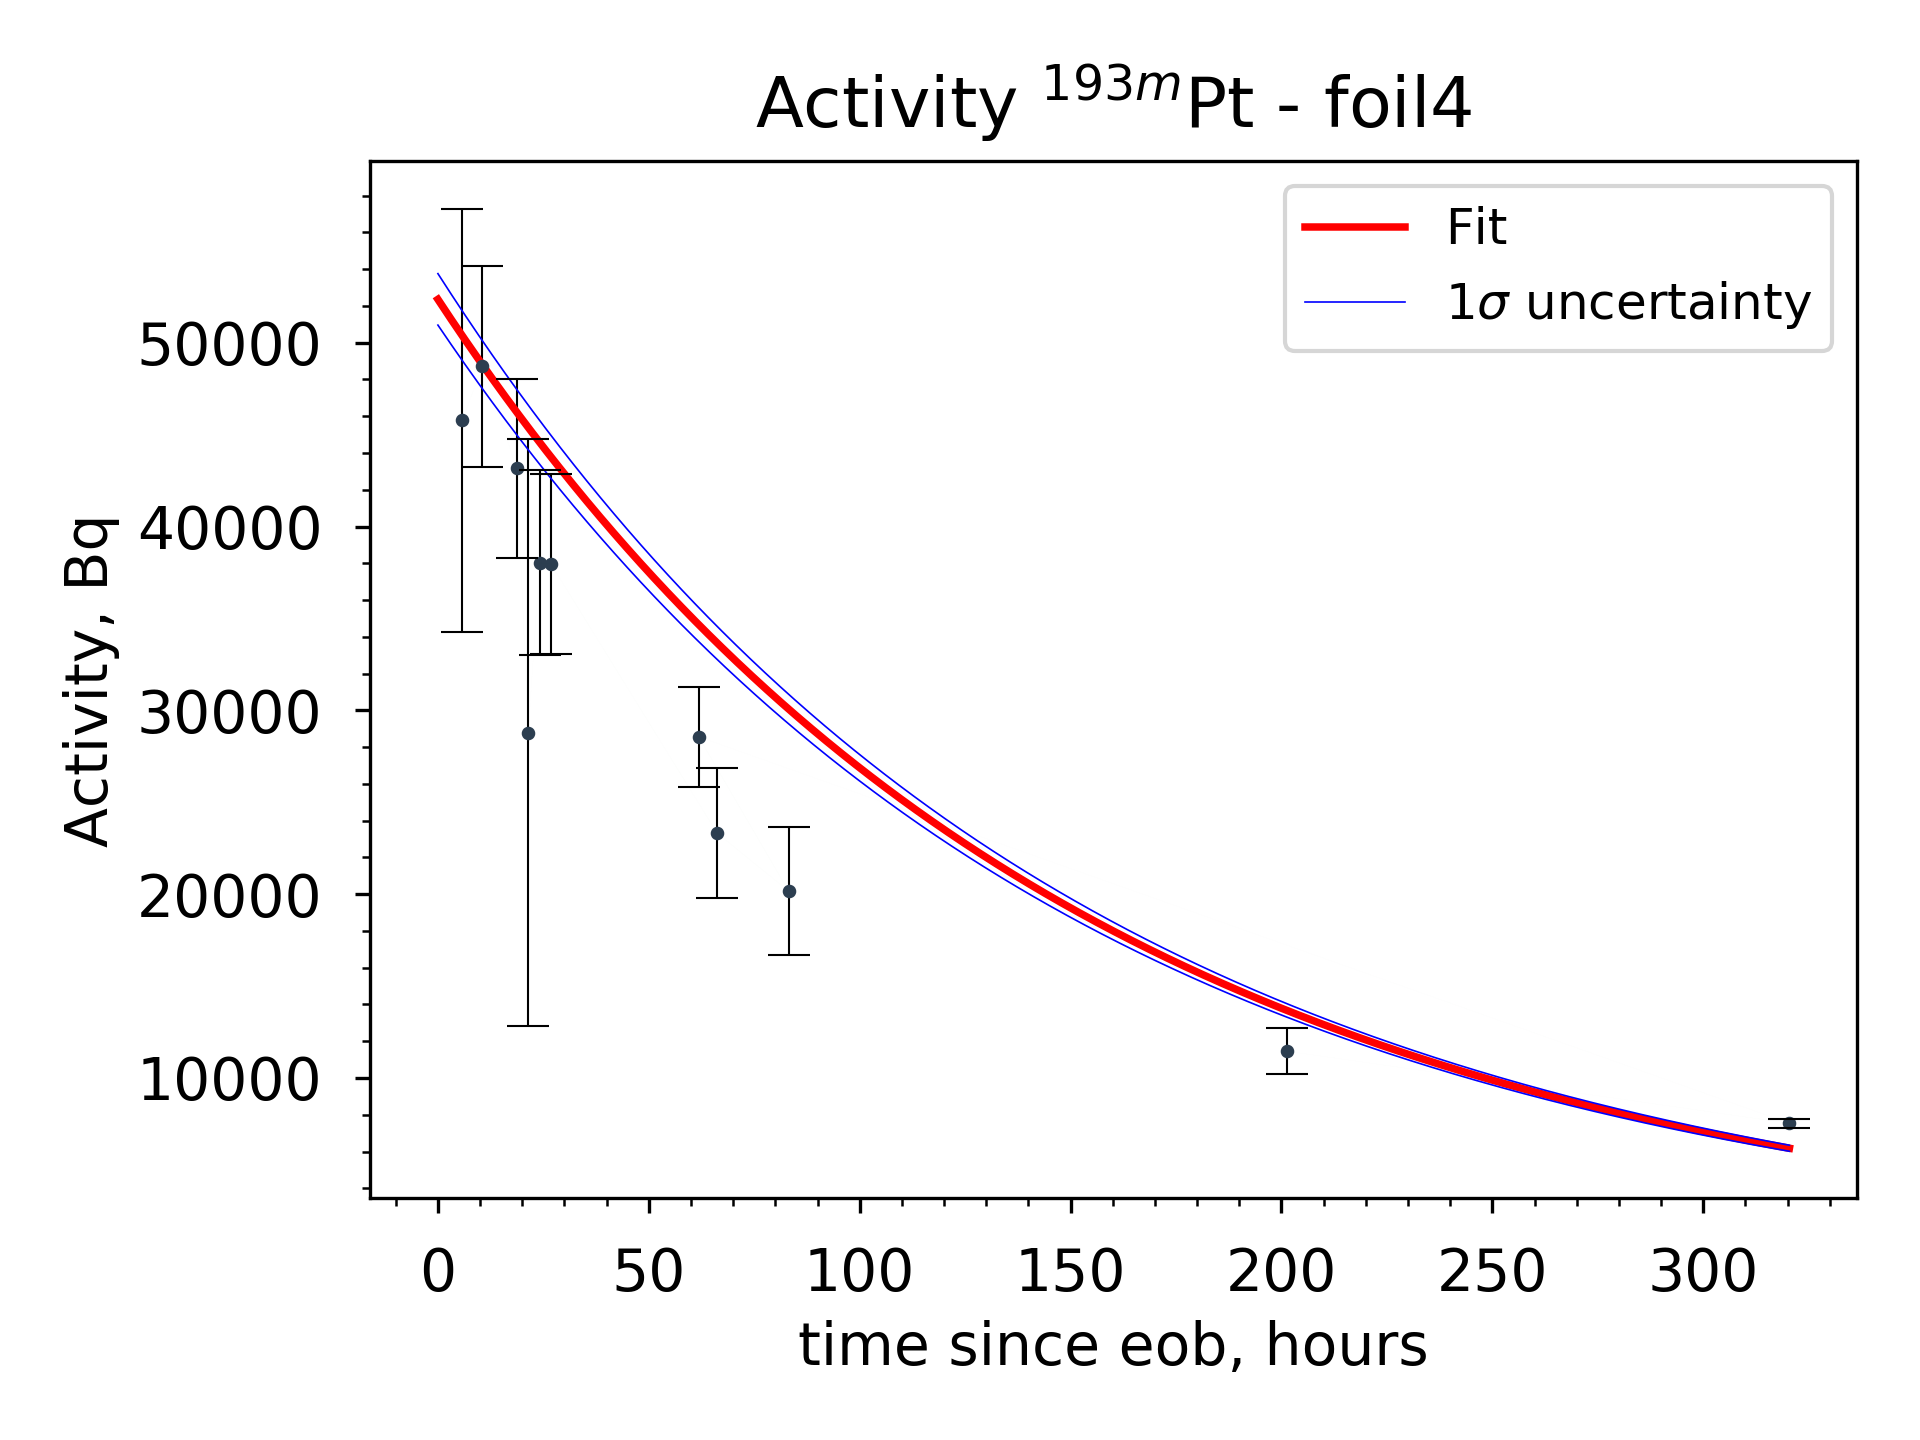 Activity ¹⁹³ᵐPt - foil4
Fit
1σ uncertainty
Activity, Bq
50000
40000
30000
20000
10000
0 50 100 150 200 250 300
time since eob, hours